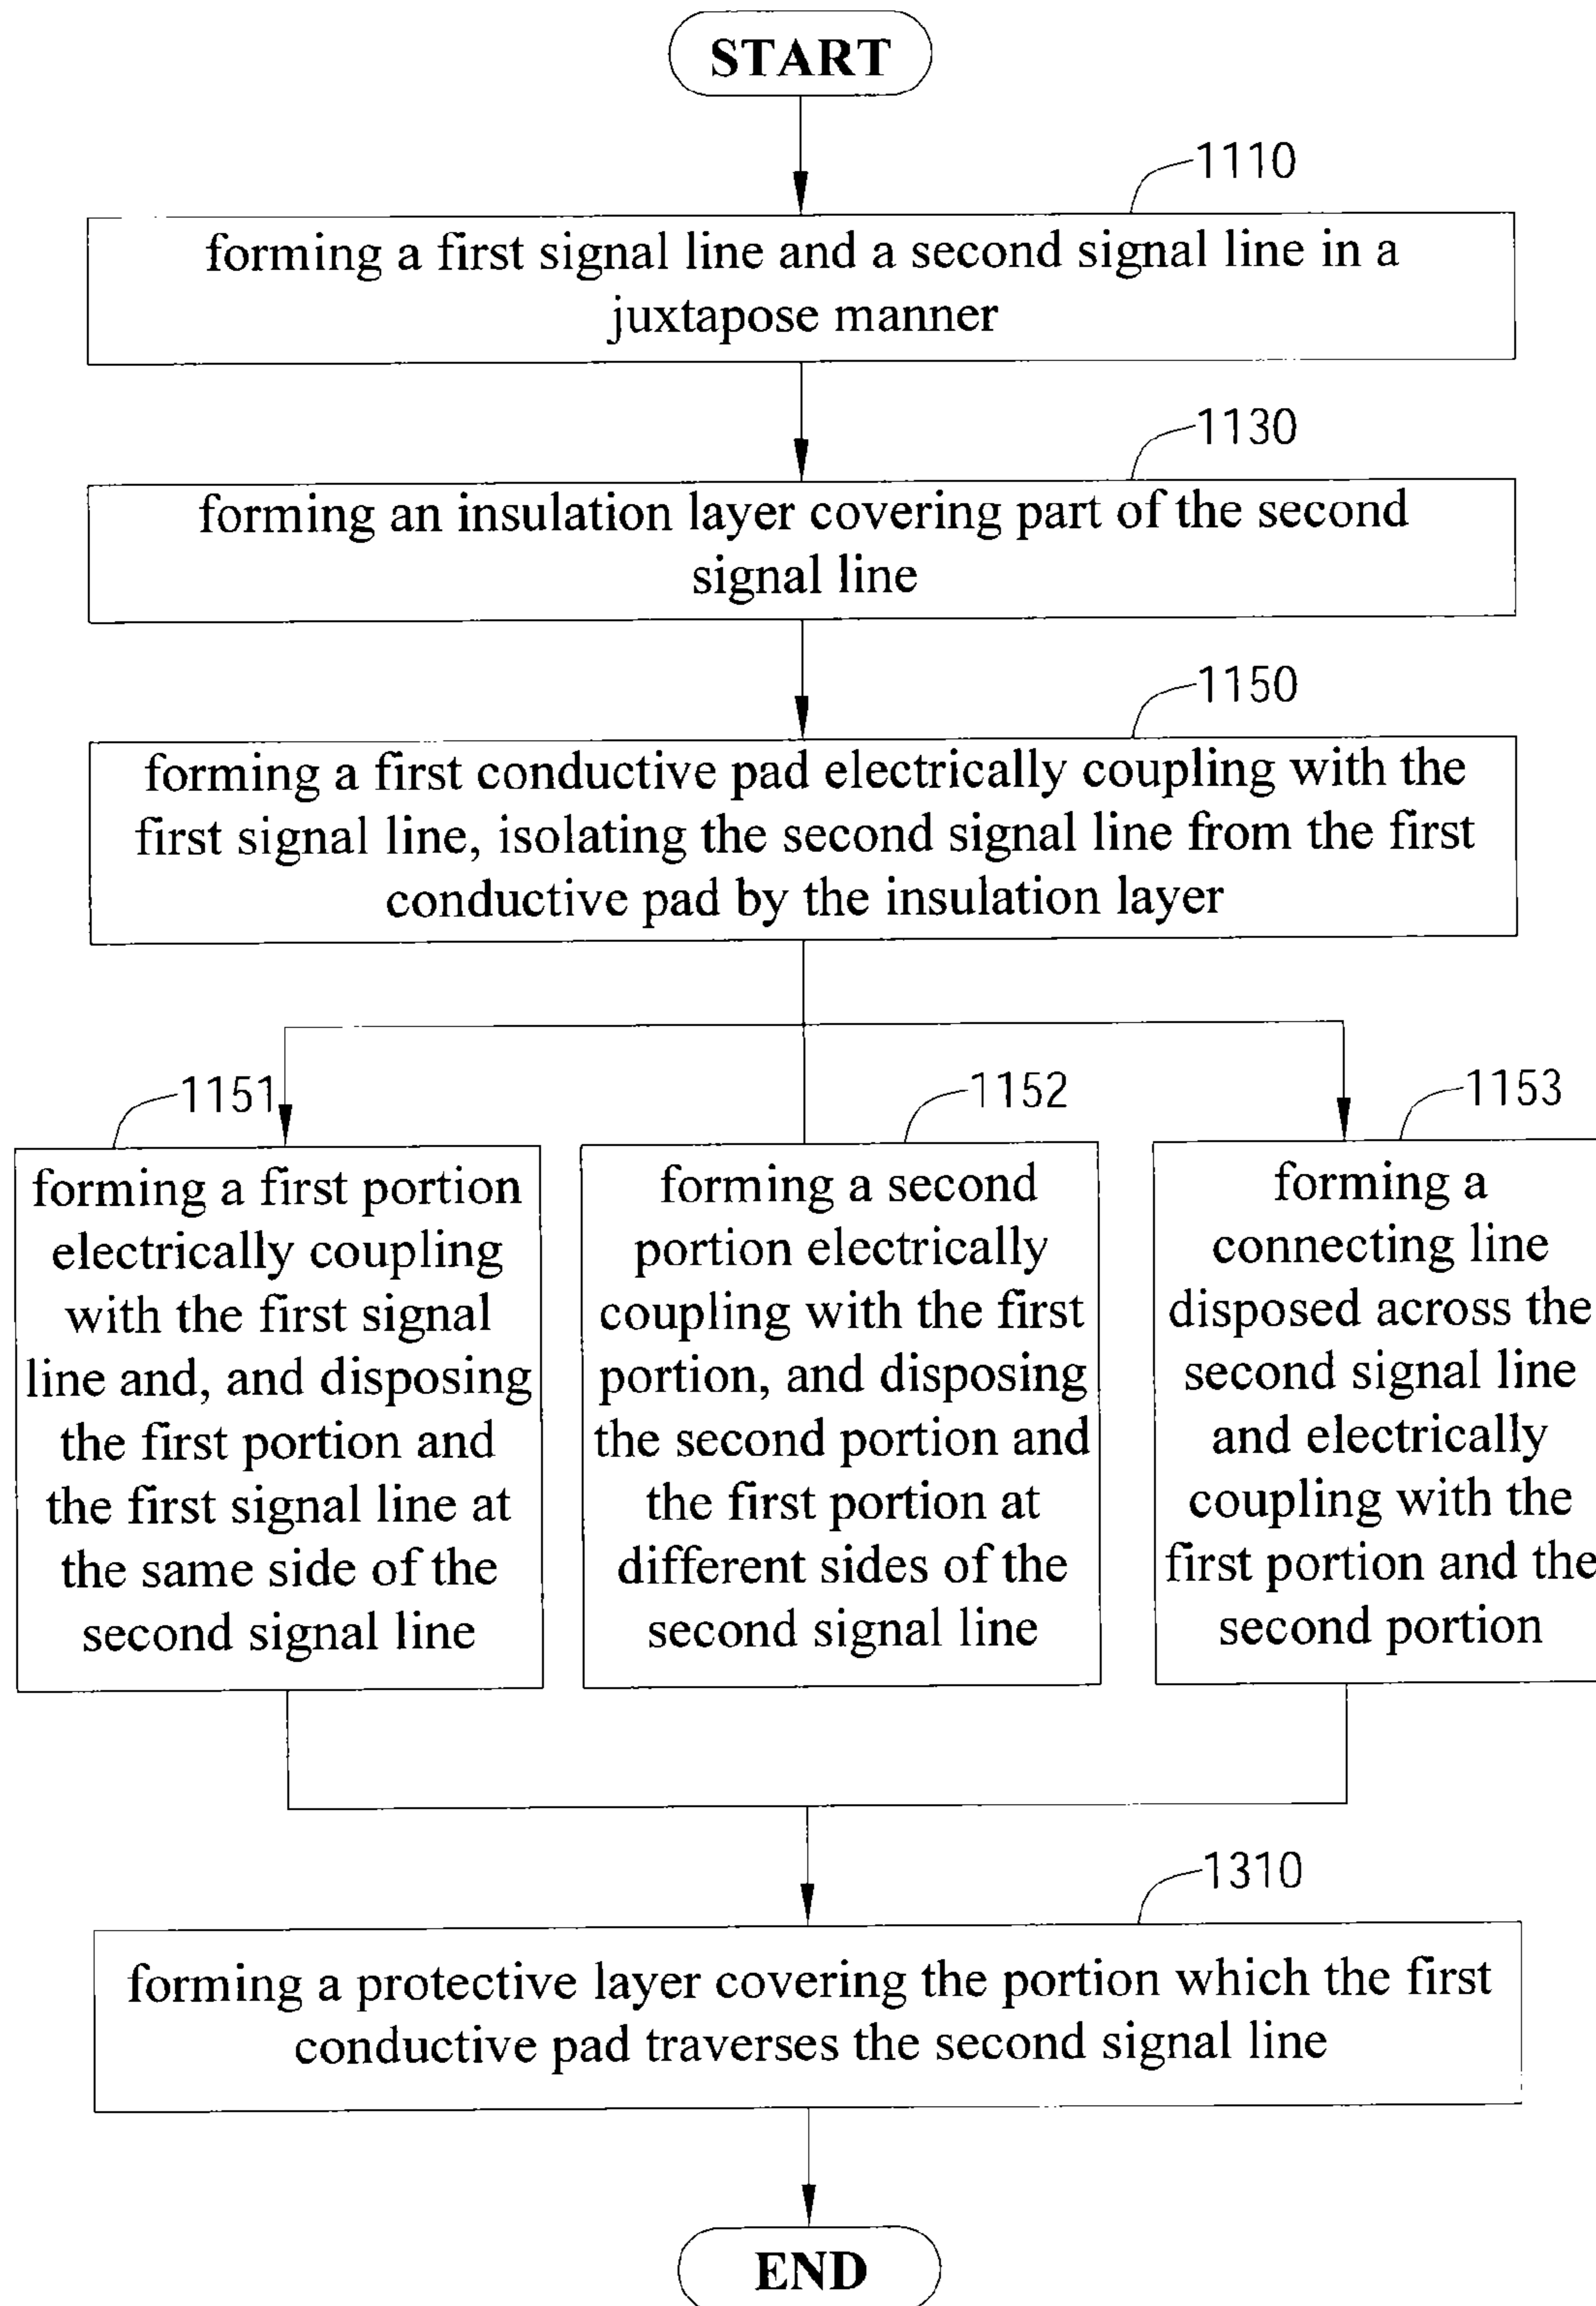 START
1110
forming a first signal line and a second signal line in a
juxtapose manner
1130
forming an insulation layer covering part of the second
signal line
1150
forming a first conductive pad electrically coupling with the
first signal line, isolating the second signal line from the first
conductive pad by the insulation layer
1151
forming a first portion
electrically coupling
with the first signal
line and, and disposing
the first portion and
the first signal line at
the same side of the
second signal line
1152
forming a second
portion electrically
coupling with the first
portion, and disposing
the second portion and
the first portion at
different sides of the
second signal line
1153
forming a
connecting line
disposed across the
second signal line
and electrically
coupling with the
first portion and the
second portion
1310
forming a protective layer covering the portion which the first
conductive pad traverses the second signal line
END